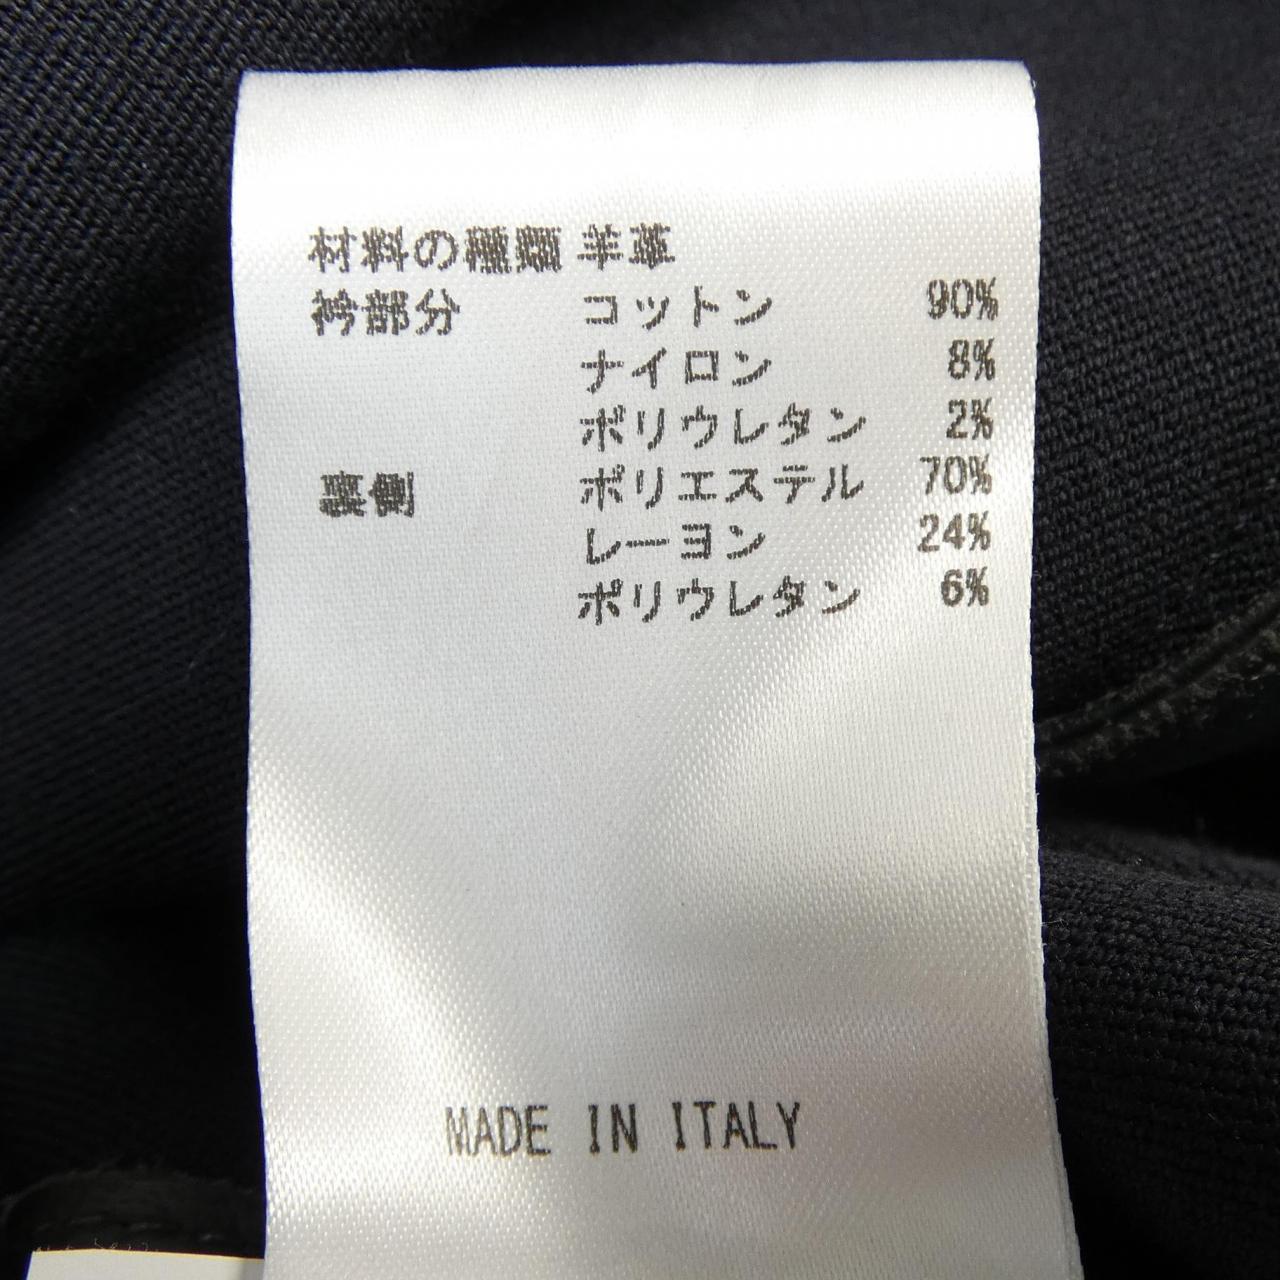 材料の種類 羊革
衿部分 コットン 90%
ナイロン 8%
ポリウレタン 2%
裏側 ポリエステル 70%
レーヨン 24%
ポリウレタン 6%
MADE IN ITALY